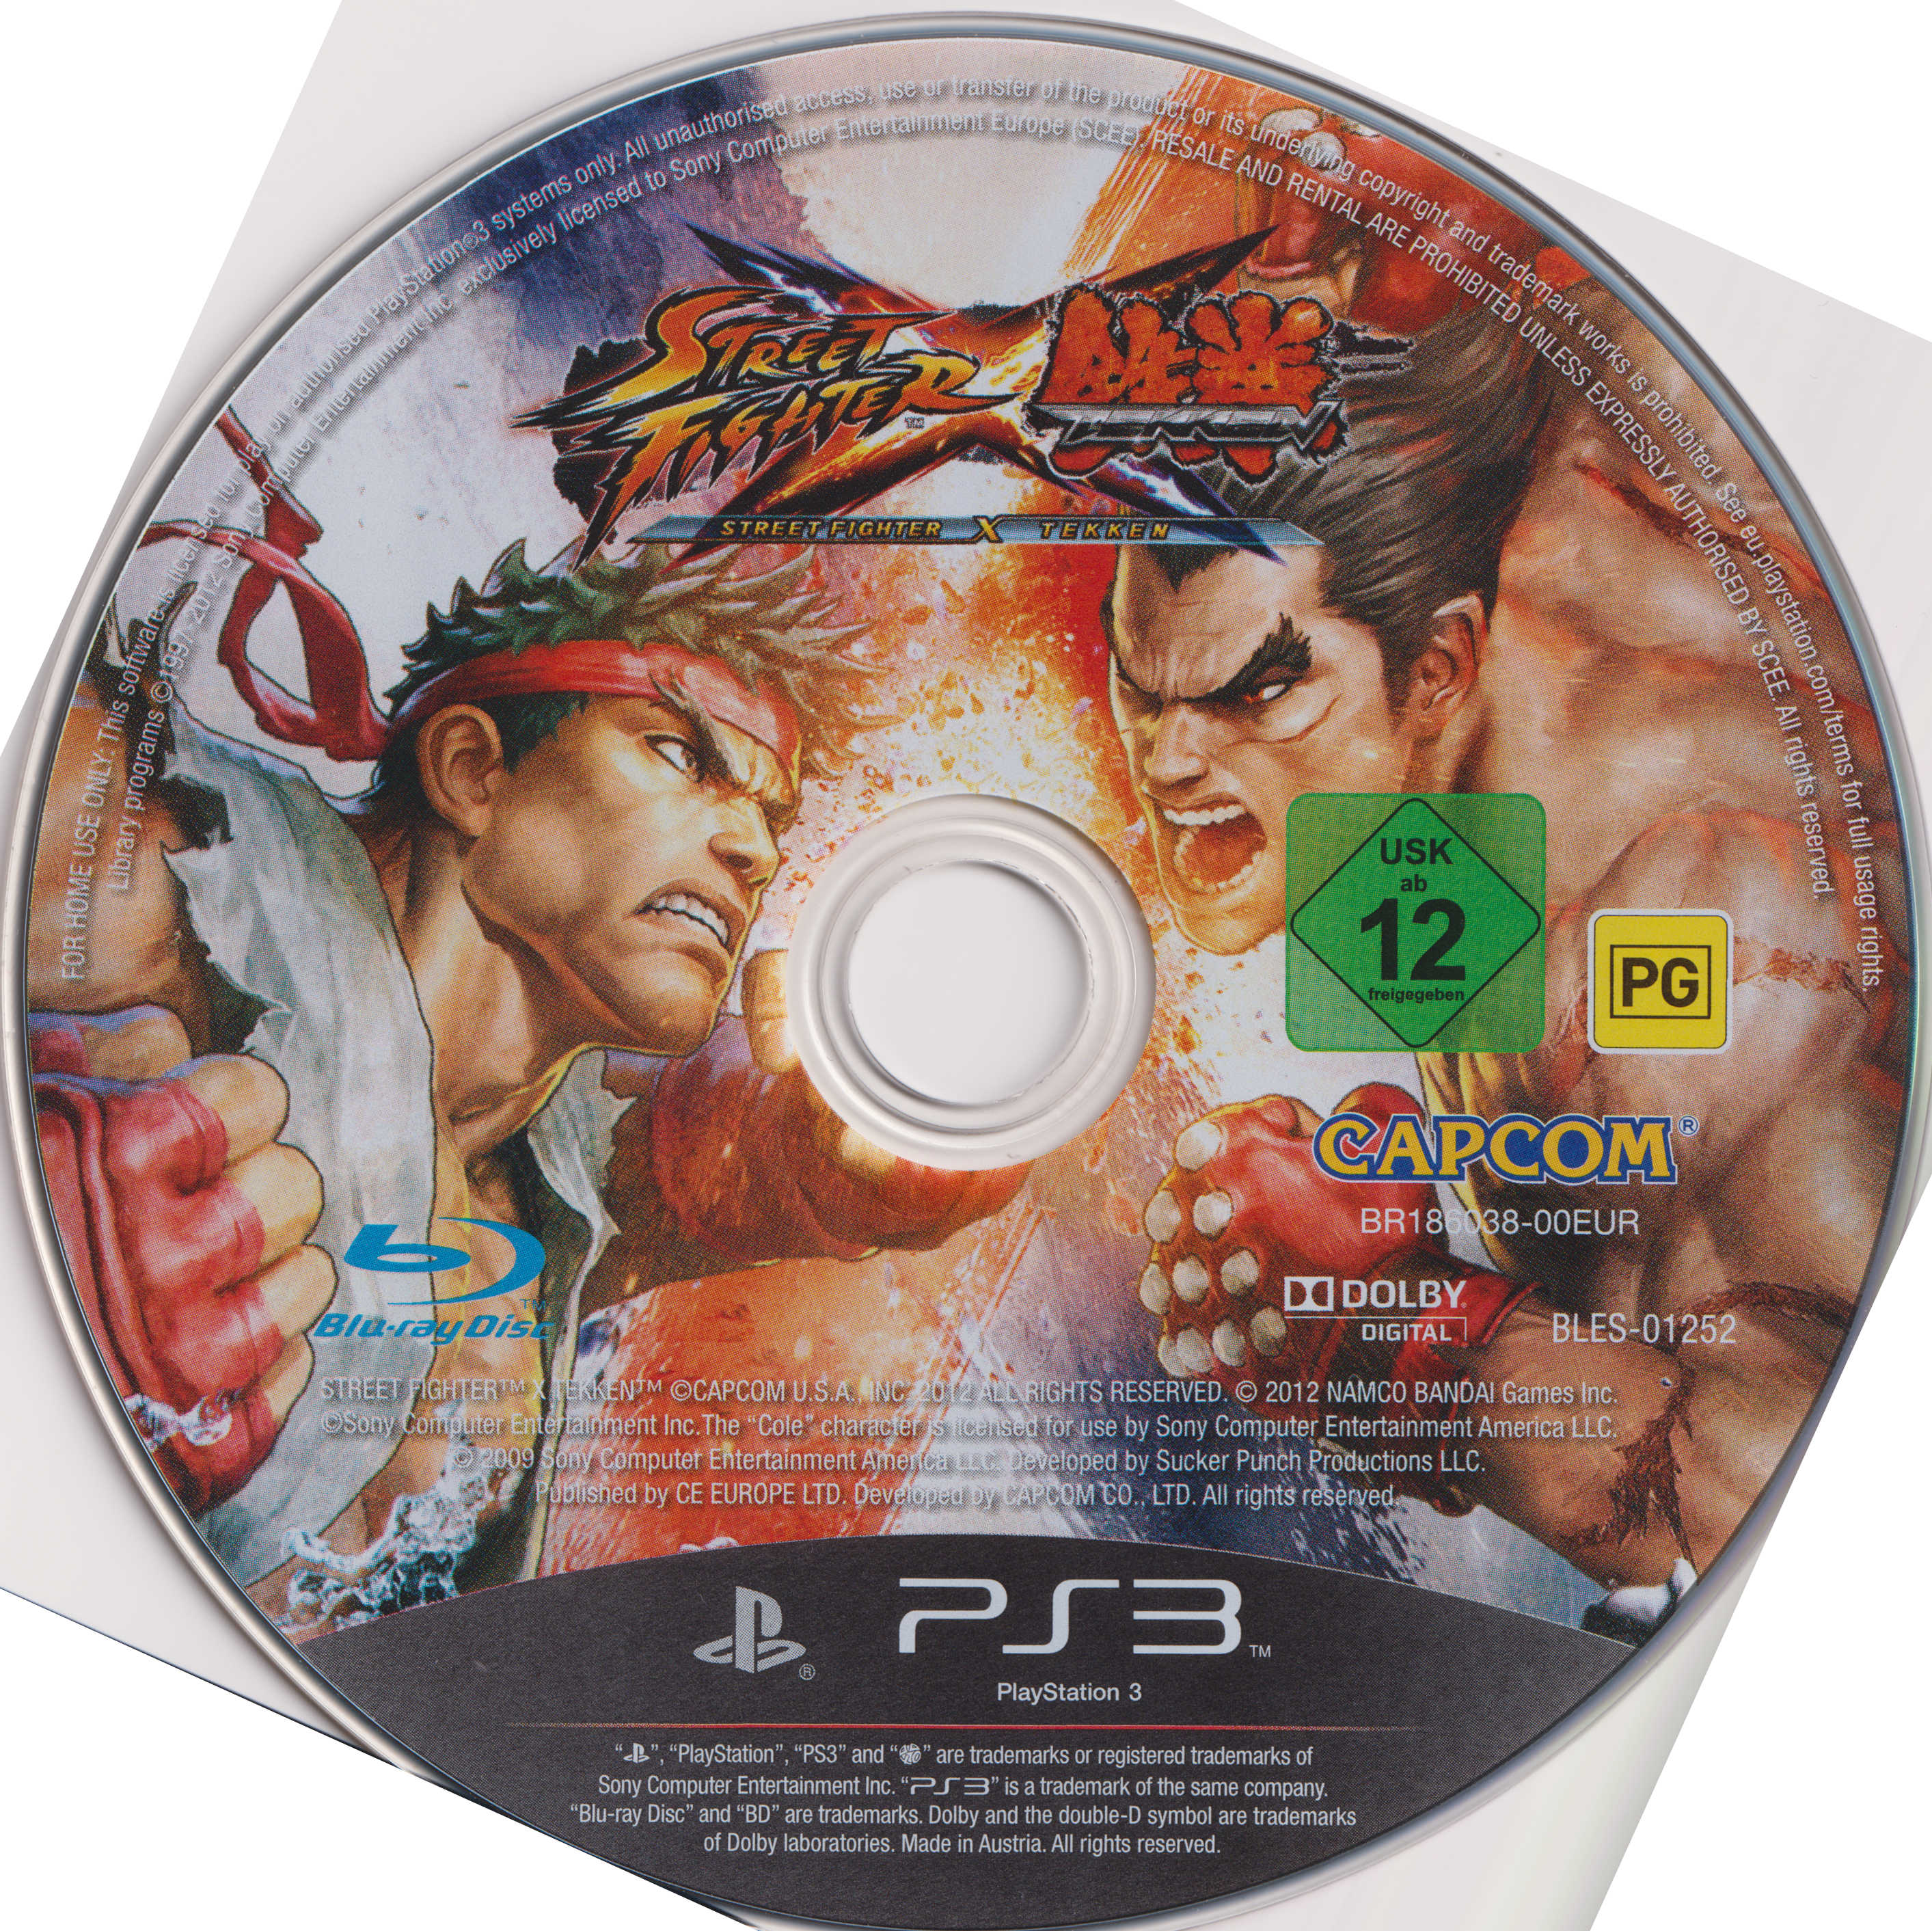 FOR HOME USE ONLY: This software is licensed for play on authorised PlayStation®3 systems only. All unauthorised access, use or transfer of the product or its underlying copyright and trademark works is prohibited. See eu.playstation.com/terms for full usage rights.
Library programs ©1997-2012 Sony Computer Entertainment Inc. exclusively licensed to Sony Computer Entertainment Europe (SCEE). RESALE AND RENTAL ARE PROHIBITED UNLESS EXPRESSLY AUTHORISED BY SCEE. All rights reserved.
STREET
FIGHTER™
X
鉄拳™
TEKKEN
STREET FIGHTER X TEKKEN
USK
ab
12
freigegeben
PG
CAPCOM®
BR186038-00EUR
Blu-ray Disc™
DOLBY®
DIGITAL
BLES-01252
STREET FIGHTER™ X TEKKEN™ ©CAPCOM U.S.A., INC. 2012 ALL RIGHTS RESERVED. © 2012 NAMCO BANDAI Games Inc.
©Sony Computer Entertainment Inc.The “Cole” character is licensed for use by Sony Computer Entertainment America LLC.
© 2009 Sony Computer Entertainment America LLC. Developed by Sucker Punch Productions LLC.
Published by CE EUROPE LTD. Developed by CAPCOM CO., LTD. All rights reserved.
® PS3™
PlayStation 3
“ ”, “PlayStation”, “PS3” and “ ” are trademarks or registered trademarks of
Sony Computer Entertainment Inc. “PS3” is a trademark of the same company.
“Blu-ray Disc” and “BD” are trademarks. Dolby and the double-D symbol are trademarks
of Dolby laboratories. Made in Austria. All rights reserved.